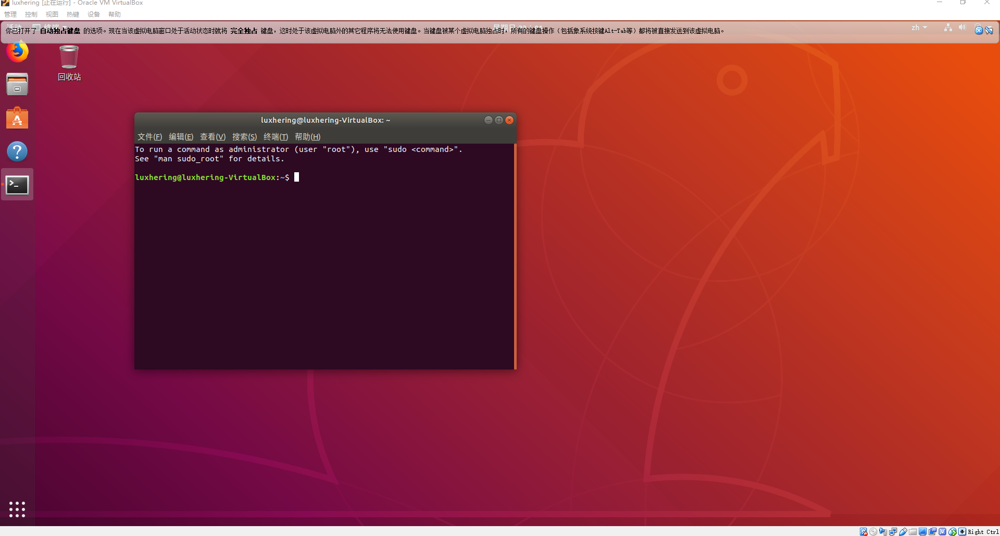 luxhering [正在运行] - Oracle VM VirtualBox
管理 控制 视图 热键 设备 帮助
你已打开了 自动独占键盘 的选项。现在当该虚拟电脑窗口处于活动状态时就将 完全独占 键盘，这时处于该虚拟电脑外的其它程序将无法使用键盘。当键盘被某个虚拟电脑独占时，所有的键盘操作（包括象系统按键Alt-Tab等）都将被直接发送到该虚拟电脑。
zh
回收站
luxhering@luxhering-VirtualBox: ~
文件(F) 编辑(E) 查看(V) 搜索(S) 终端(T) 帮助(H)
To run a command as administrator (user "root"), use "sudo <command>".
See "man sudo_root" for details.
luxhering@luxhering-VirtualBox:~$
Right Ctrl